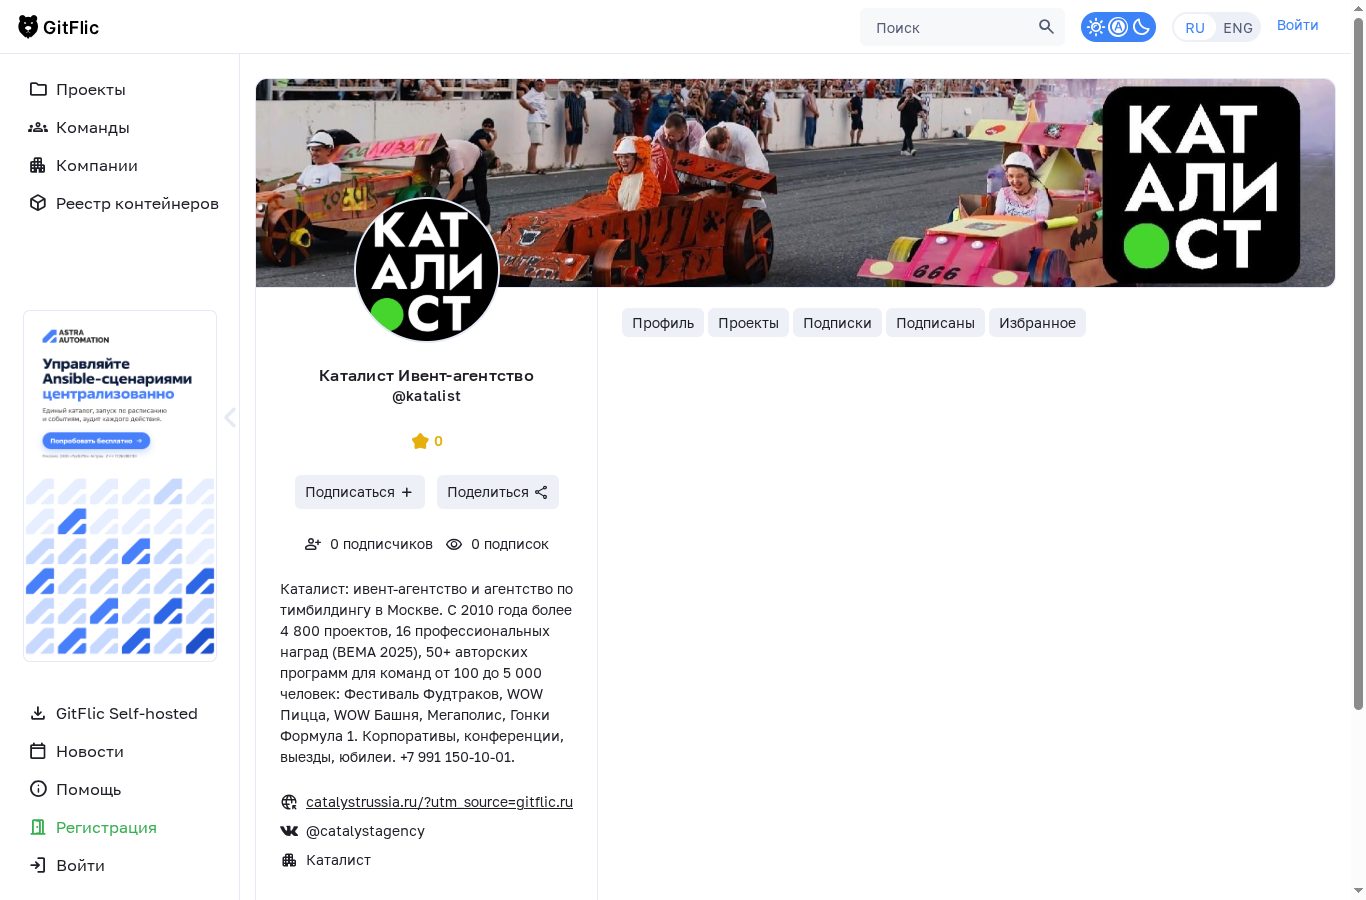 GitFlic
Поиск
RU
ENG
Войти
Проекты
Команды
Компании
Реестр контейнеров
ASTRA
AUTOMATION
Управляйте
Ansible-сценариями
централизованно
Единый каталог, запуск по расписанию
и событиям, аудит каждого действия.
Попробовать бесплатно →
GitFlic Self-hosted
Новости
Помощь
Регистрация
Войти
КАТ
АЛИ
СТ
666
КАТ
АЛИ
СТ
Каталист Ивент-агентство
@katalist
0
Подписаться +
Поделиться
0 подписчиков
0 подписок
Каталист: ивент-агентство и агентство по
тимбилдингу в Москве. С 2010 года более
4 800 проектов, 16 профессиональных
наград (BEMA 2025), 50+ авторских
программ для команд от 100 до 5 000
человек: Фестиваль Фудтраков, WOW
Пицца, WOW Башня, Мегаполис, Гонки
Формула 1. Корпоративы, конференции,
выезды, юбилеи. +7 991 150-10-01.
catalystrussia.ru/?utm_source=gitflic.ru
@catalystagency
Каталист
Профиль
Проекты
Подписки
Подписаны
Избранное